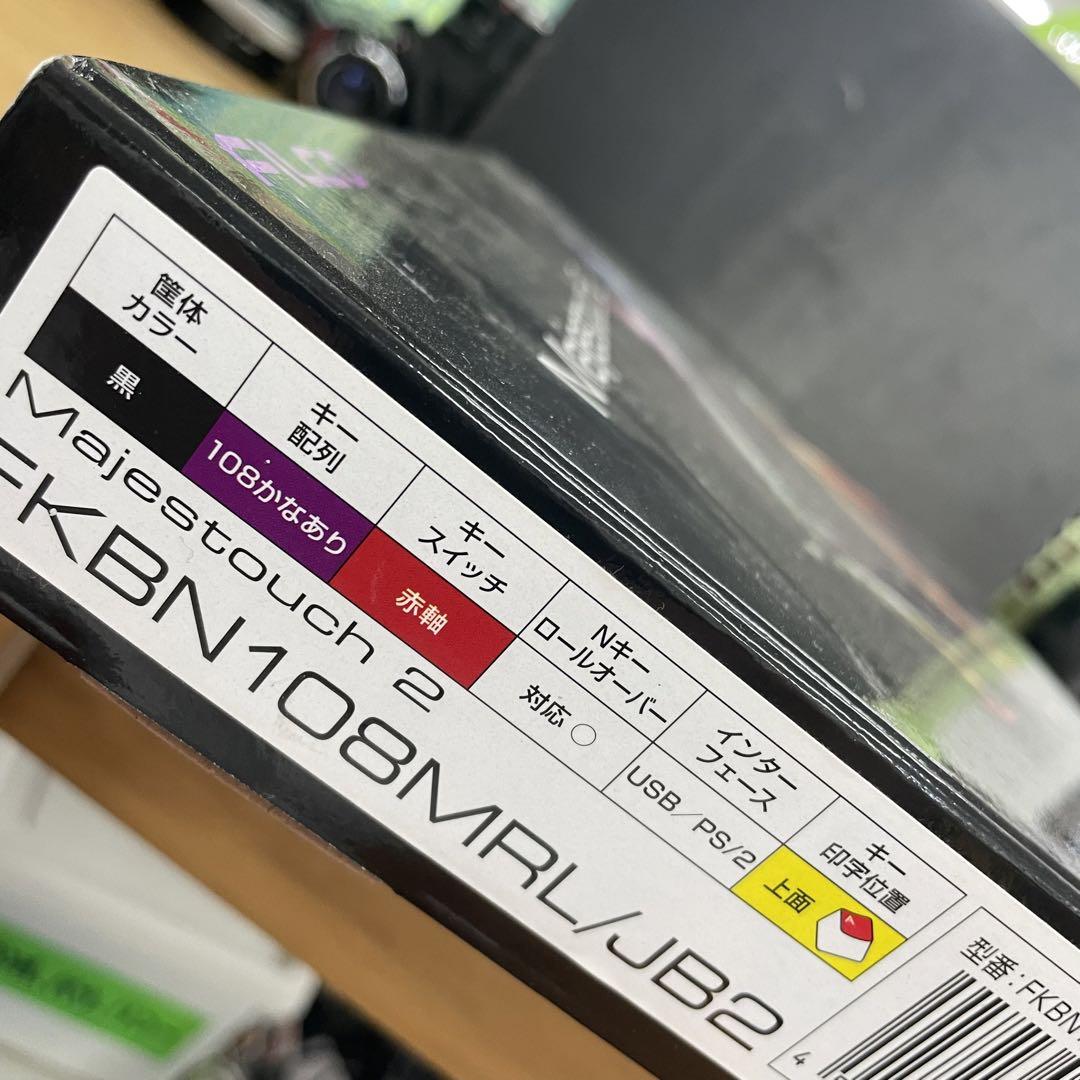 筐体
カラー
黒
キー
配列
108かなあり
キー
スイッチ
赤軸
Nキー
ロールオーバー
対応○
インター
フェース
USB/PS/2
キー
印字位置
上面
A
Majestouch 2
FKBN108MRL/JB2
型番:FKBN
4